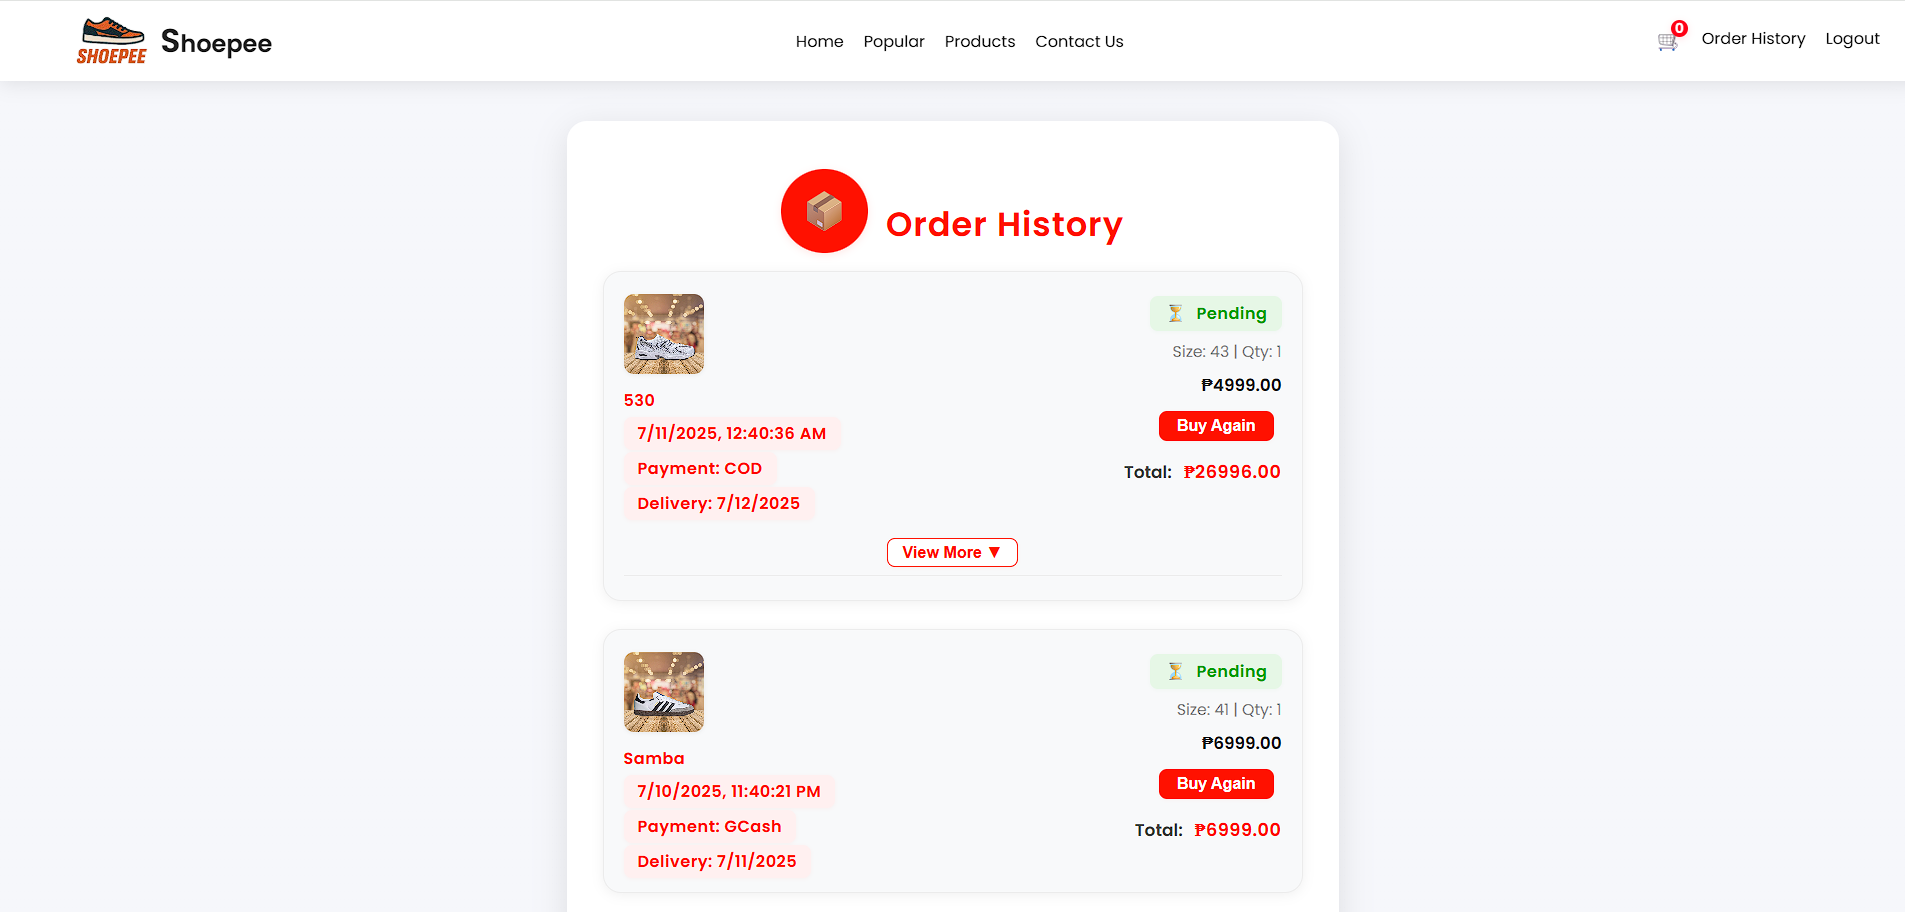 SHOEPEE
Shoepee
Home
Popular
Products
Contact Us
0
Order History
Logout
Order History
530
7/11/2025, 12:40:36 AM
Payment: COD
Delivery: 7/12/2025
Pending
Size: 43 | Qty: 1
₱4999.00
Buy Again
Total: ₱26996.00
View More ▼
Samba
7/10/2025, 11:40:21 PM
Payment: GCash
Delivery: 7/11/2025
Pending
Size: 41 | Qty: 1
₱6999.00
Buy Again
Total: ₱6999.00